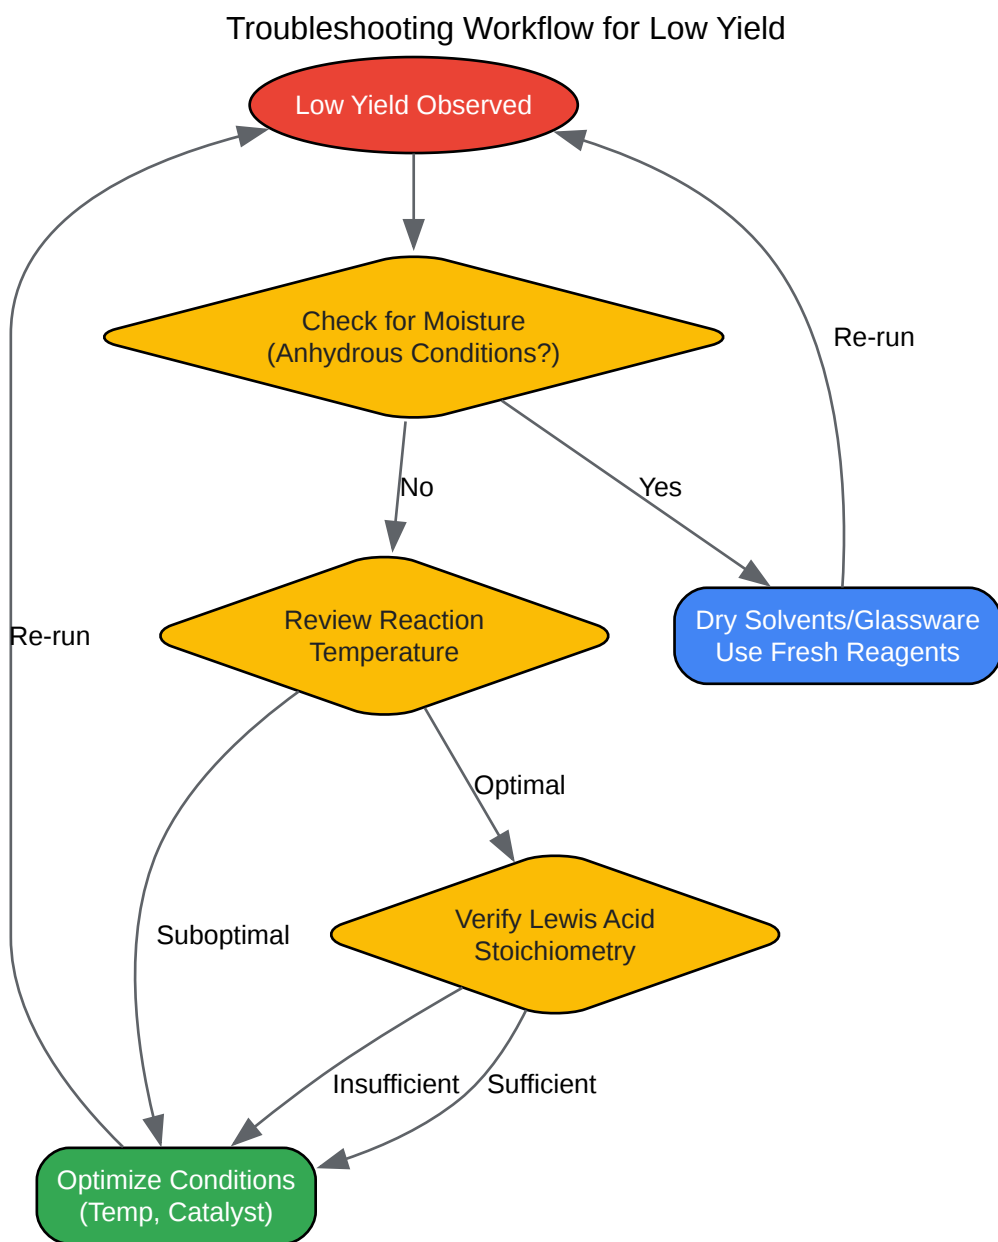 Troubleshooting Workflow for Low Yield
Low Yield Observed
Check for Moisture
(Anhydrous Conditions?)
Re-run
No
Yes
Review Reaction
Temperature
Dry Solvents/Glassware
Use Fresh Reagents
Re-run
Optimal
Suboptimal
Verify Lewis Acid
Stoichiometry
Insufficient
Sufficient
Optimize Conditions
(Temp, Catalyst)